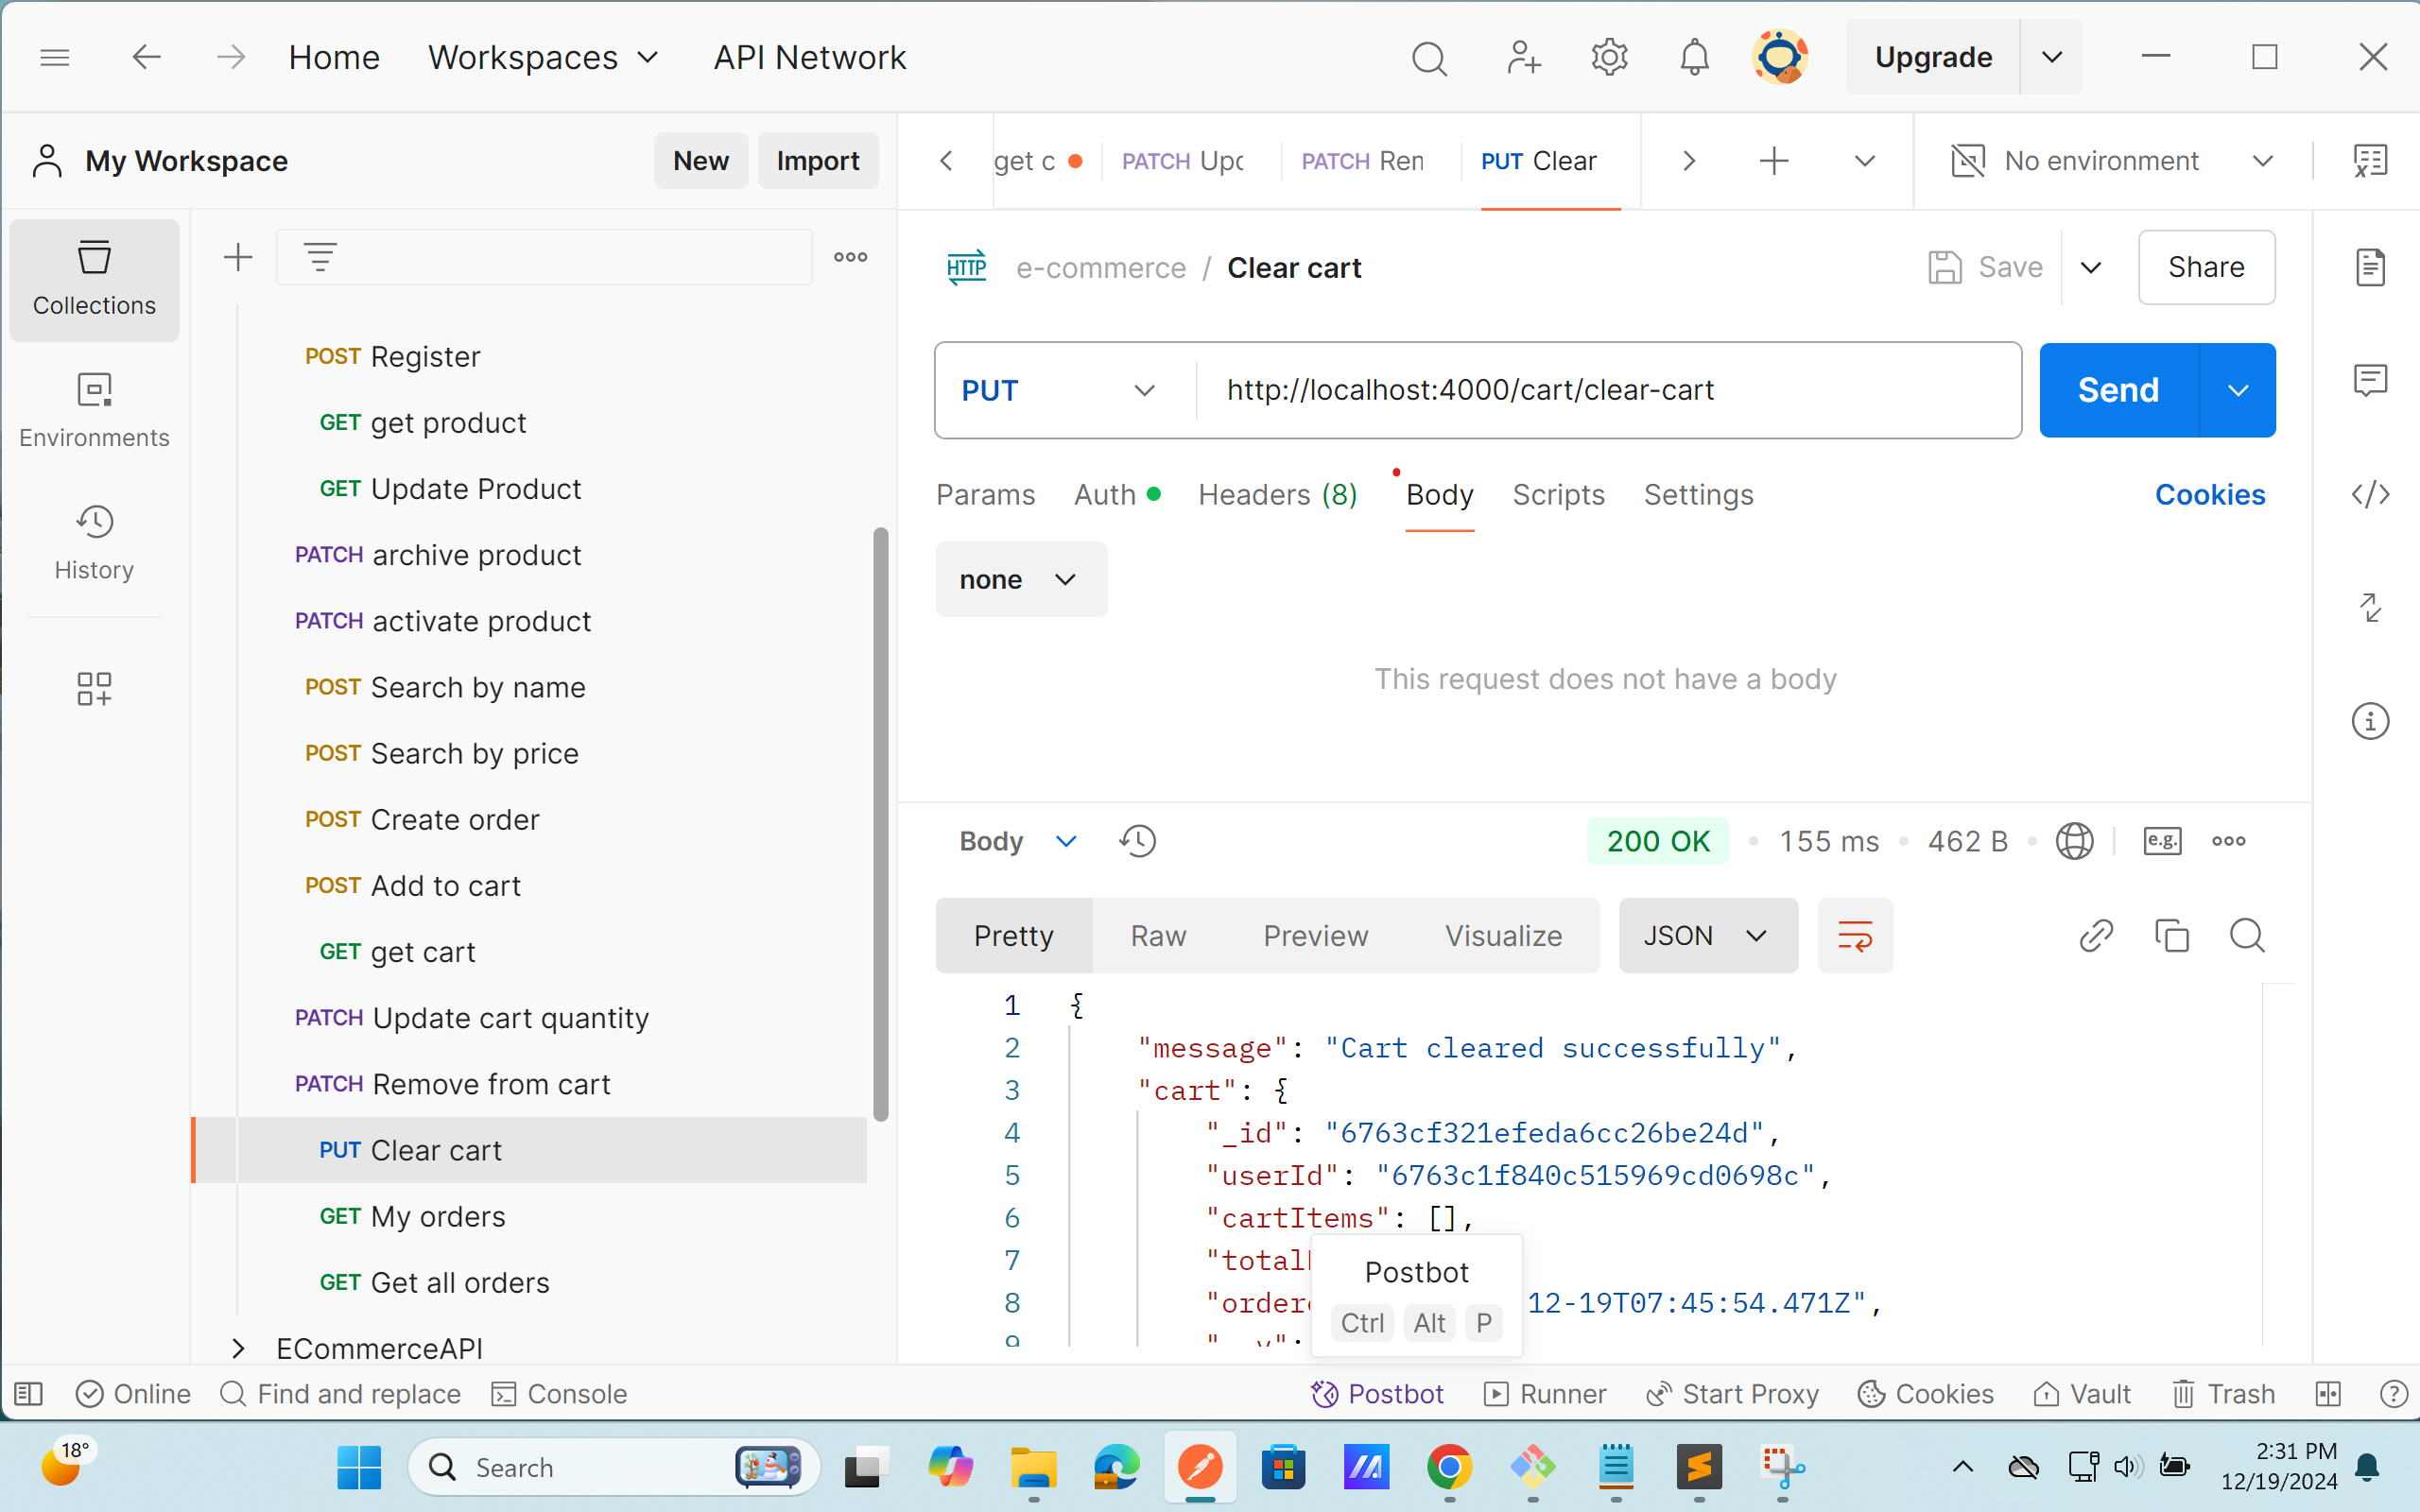 Home Workspaces API Network Upgrade
My Workspace New Import get c PATCH Upc PATCH Ren PUT Clear No environment
Collections
Environments
History
POST Register
GET get product
GET Update Product
PATCH archive product
PATCH activate product
POST Search by name
POST Search by price
POST Create order
POST Add to cart
GET get cart
PATCH Update cart quantity
PATCH Remove from cart
PUT Clear cart
GET My orders
GET Get all orders
ECommerceAPI
HTTP e-commerce / Clear cart Save Share
PUT http://localhost:4000/cart/clear-cart Send
Params Auth Headers (8) Body Scripts Settings Cookies
none
This request does not have a body
Body 200 OK 155 ms 462 B e.g.
Pretty Raw Preview Visualize JSON
1 {
2 "message": "Cart cleared successfully",
3 "cart": {
4 "_id": "6763cf321efeda6cc26be24d",
5 "userId": "6763c1f840c515969cd0698c",
6 "cartItems": [],
7 "total
8 "order 12-19T07:45:54.471Z",
9
Postbot
Ctrl Alt P
Online Find and replace Console Postbot Runner Start Proxy Cookies Vault Trash
18° Search 2:31 PM
12/19/2024